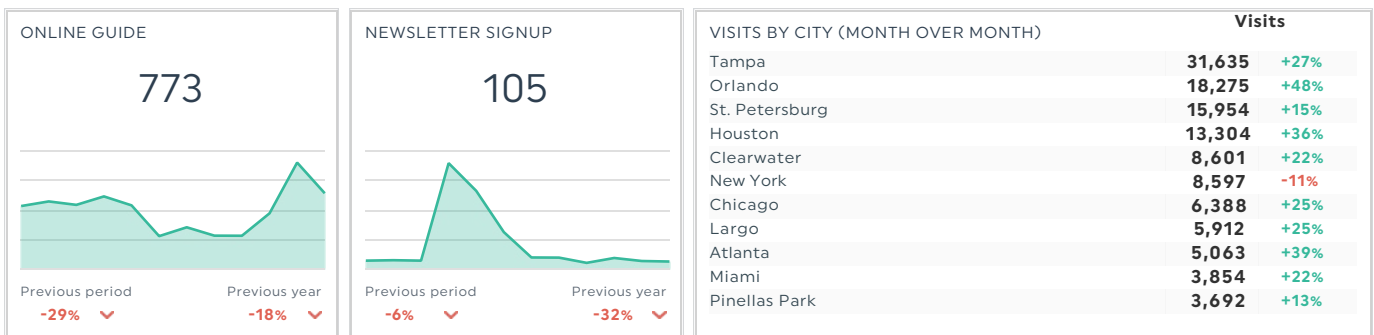 ONLINE GUIDE
773
Previous period Previous year
-29% -18%
NEWSLETTER SIGNUP
105
Previous period Previous year
-6% -32%
VISITS BY CITY (MONTH OVER MONTH) Visits
Tampa 31,635 +27%
Orlando 18,275 +48%
St. Petersburg 15,954 +15%
Houston 13,304 +36%
Clearwater 8,601 +22%
New York 8,597 -11%
Chicago 6,388 +25%
Largo 5,912 +25%
Atlanta 5,063 +39%
Miami 3,854 +22%
Pinellas Park 3,692 +13%